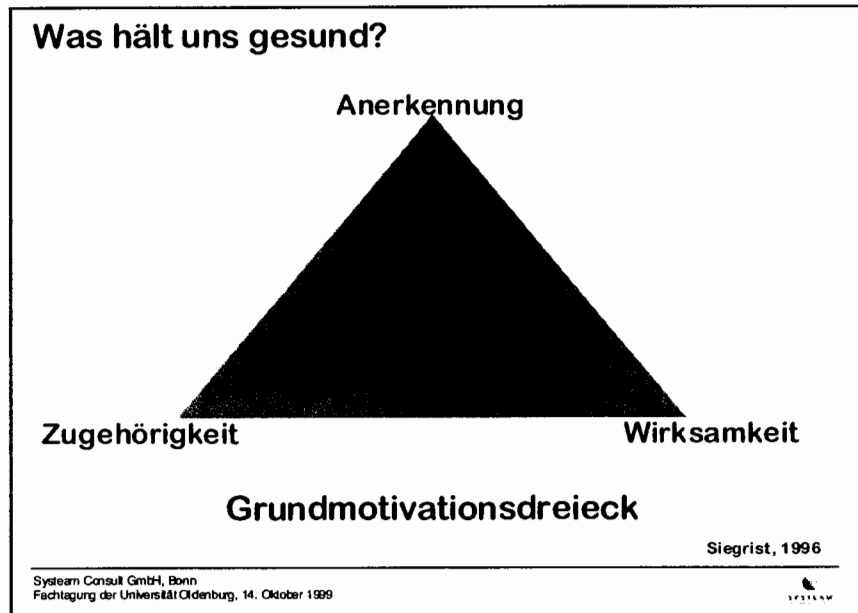 Was hält uns gesund?
Anerkennung
Zugehörigkeit
Wirksamkeit
Grundmotivationsdreieck
Siegrist, 1996
Systeam Consult GmbH, Bonn
Fachtagung der Universität Oldenburg, 14. Oktober 1999
SYSTEAM